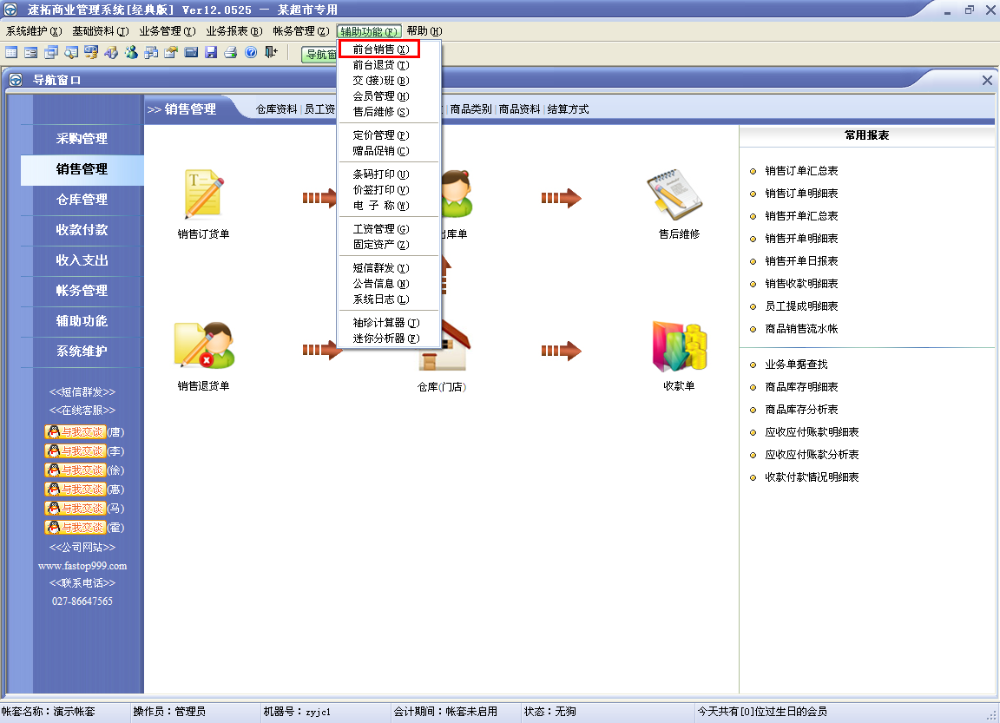 速拓商业管理系统[经典版] Ver12.0525 — 某超市专用
系统维护(X) 基础资料(J) 业务管理(Y) 业务报表(B) 帐务管理(Z) 辅助功能(F) 帮助(H)
导航窗
导航窗口
前台销售(X)
前台退货(T)
交(接)班(B)
会员管理(H)
售后维修(S)
定价管理(P)
赠品促销(C)
条码打印(U)
价签打印(V)
电 子 称(W)
工资管理(G)
固定资产(Z)
短信群发(Y)
公告信息(N)
系统日志(L)
袖珍计算器(J)
迷你分析器(F)
采购管理
销售管理
仓库管理
收款付款
收入支出
帐务管理
辅助功能
系统维护
<<短信群发>>
<<在线客服>>
与我交谈(唐)
与我交谈(李)
与我交谈(徐)
与我交谈(惠)
与我交谈(马)
与我交谈(霍)
<<公司网站>>
www.fastop999.com
<<联系电话>>
027-86647565
>> 销售管理 仓库资料 | 员工资 | 商品类别 | 商品资料 | 结算方式
销售订货单
出库单
售后维修
销售退货单
仓库(门店)
收款单
常用报表
销售订单汇总表
销售订单明细表
销售开单汇总表
销售开单明细表
销售开单日报表
销售收款明细表
员工提成明细表
商品销售流水帐
业务单据查找
商品库存明细表
商品库存分析表
应收应付账款明细表
应收应付账款分析表
收款付款情况明细表
帐套名称：演示帐套 操作员：管理员 机器号：zyjc1 会计期间：帐套未启用 状态：无狗 今天共有[0]位过生日的会员